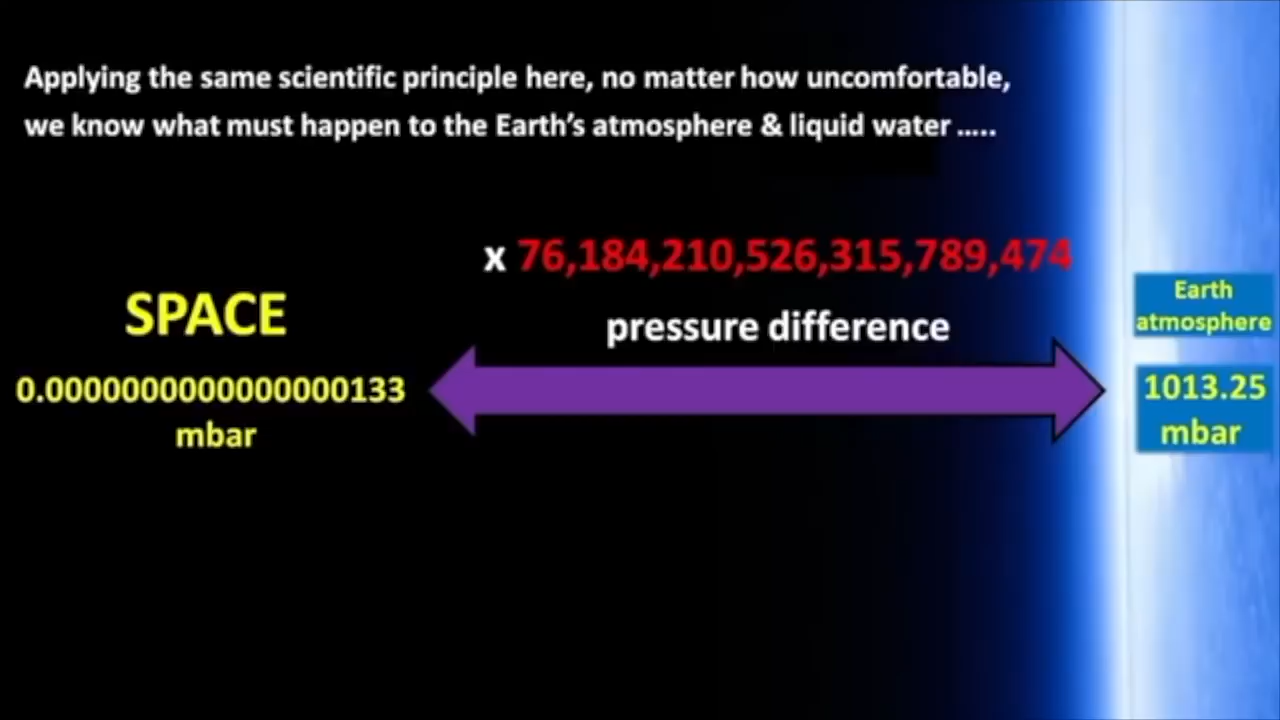 Applying the same scientific principle here, no matter how uncomfortable,
we know what must happen to the Earth's atmosphere & liquid water .....
x 76,184,210,526,315,789,474
pressure difference
SPACE
0.0000000000000000133
mbar
Earth
atmosphere
1013.25
mbar